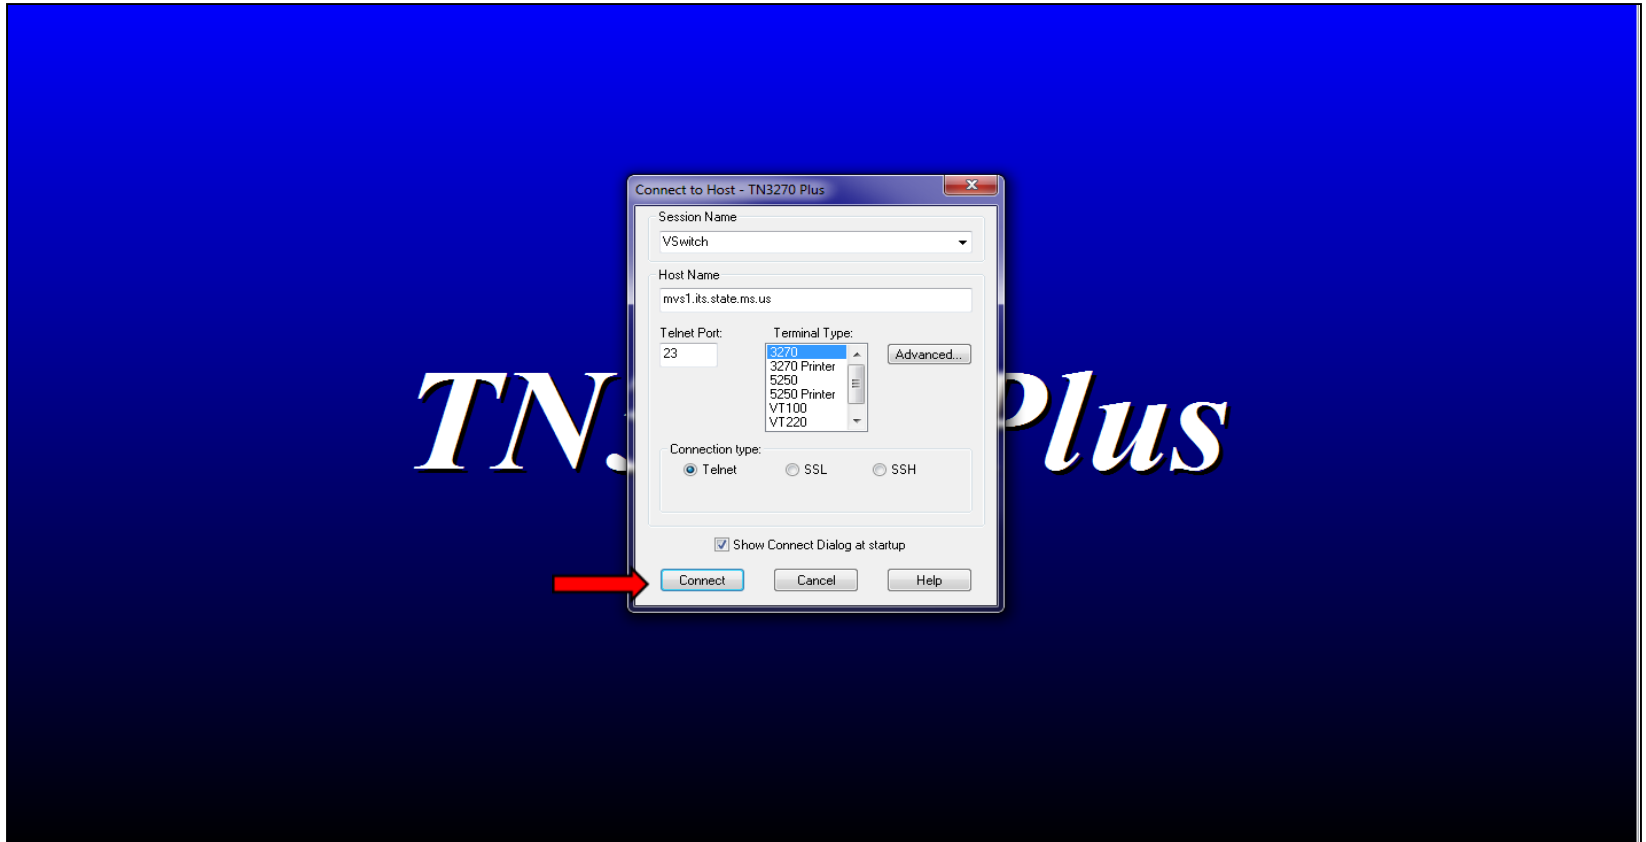 Connect to Host - TN3270 Plus
Session Name
VSwitch
Host Name
mvs1.its.state.ms.us
Telnet Port:
23
Terminal Type:
3270
3270 Printer
5250
5250 Printer
VT100
VT220
Advanced...
TN3 Plus
Connection type:
Telnet SSL SSH
Show Connect Dialog at startup
Connect Cancel Help